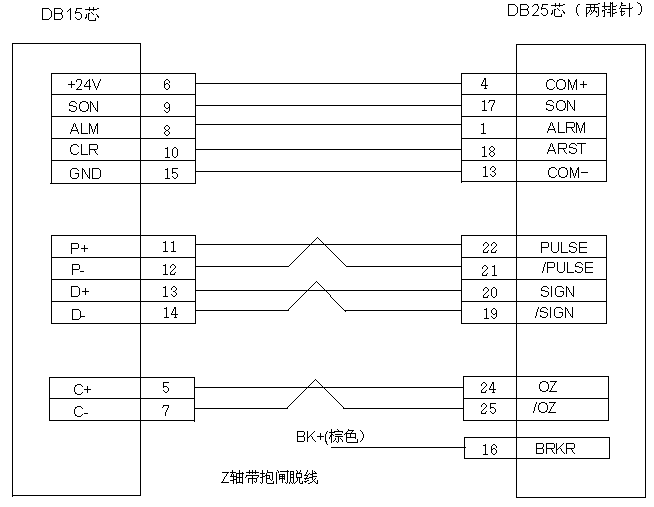 DB15芯
DB25芯（两排针）
+24V 6 4 COM+
SON 9 17 SON
ALM 8 1 ALRM
CLR 10 18 ARST
GND 15 13 COM-
P+ 11 22 PULSE
P- 12 21 /PULSE
D+ 13 20 SIGN
D- 14 19 /SIGN
C+ 5 24 OZ
C- 7 25 /OZ
BK+(棕色） 16 BRKR
Z轴带抱闸脱线